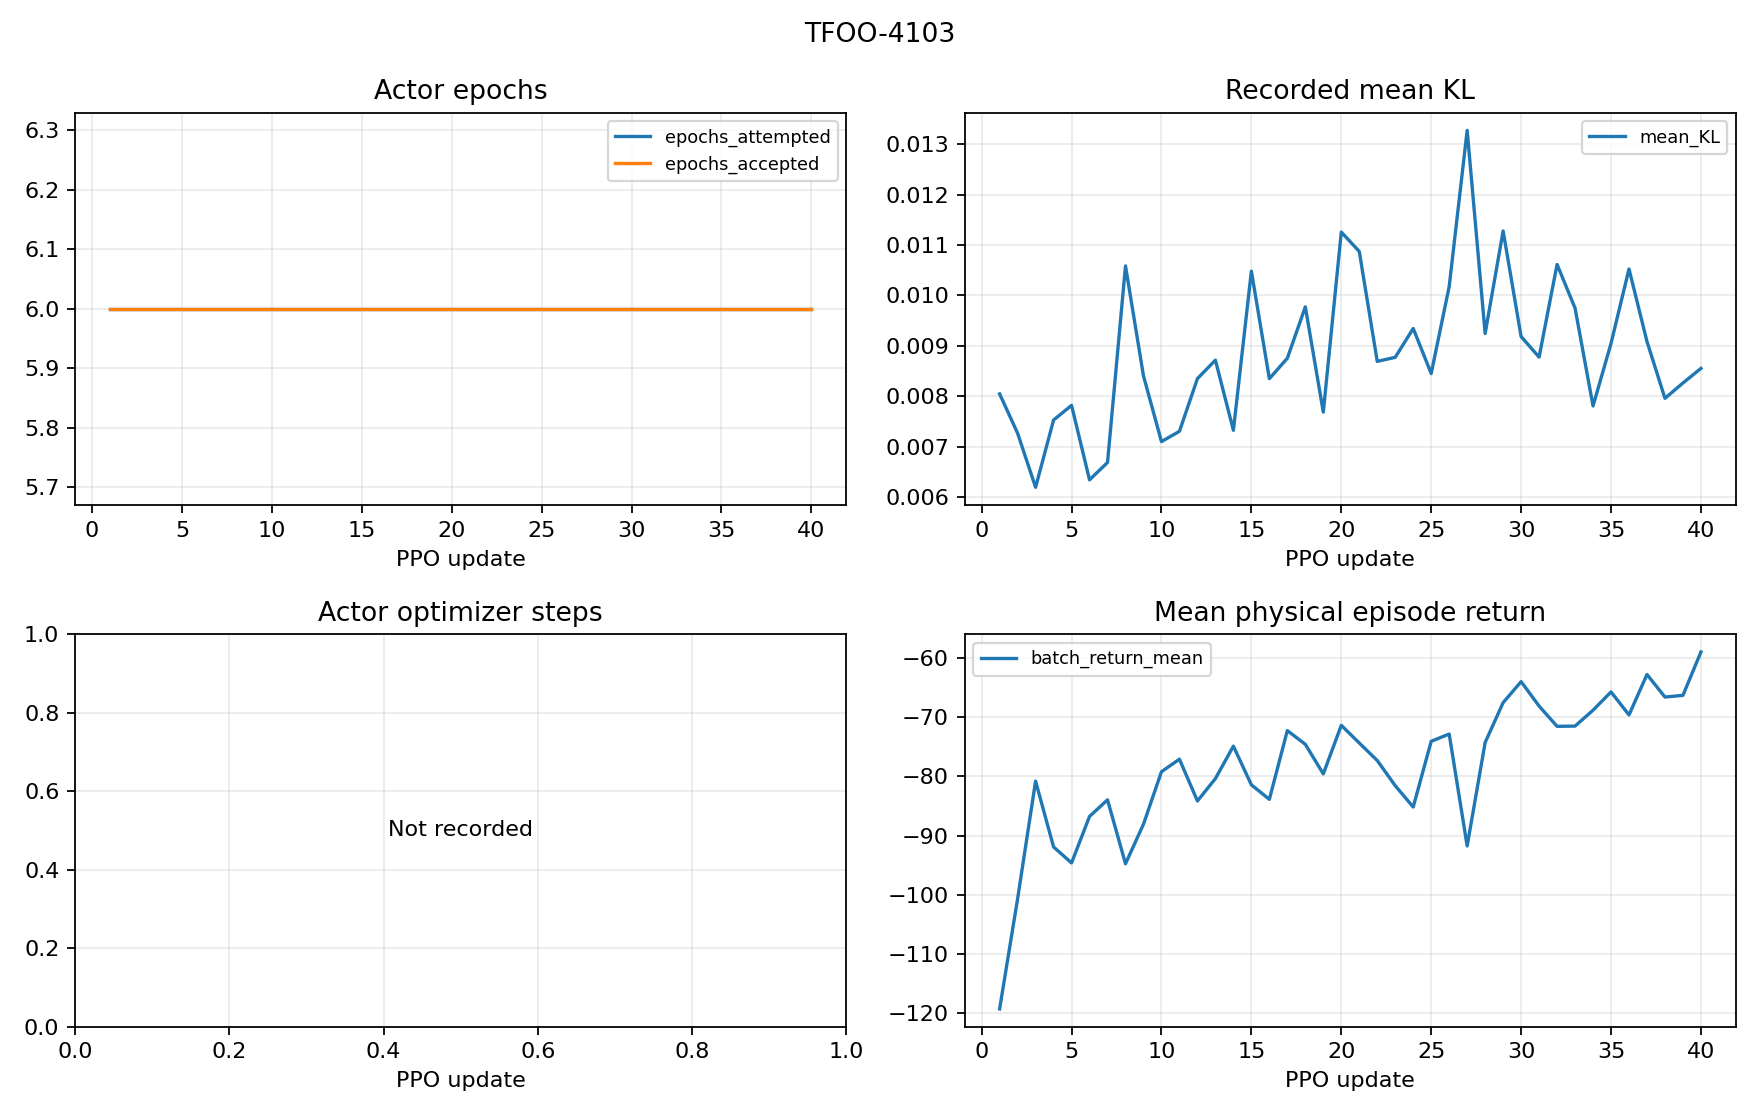 TFOO-4103
Actor epochs
6.3
6.2
6.1
6.0
5.9
5.8
5.7
epochs_attempted
epochs_accepted
0 5 10 15 20 25 30 35 40
PPO update
Recorded mean KL
0.013
0.012
0.011
0.010
0.009
0.008
0.007
0.006
mean_KL
0 5 10 15 20 25 30 35 40
PPO update
Actor optimizer steps
1.0
0.8
0.6
0.4
0.2
0.0
Not recorded
0.0 0.2 0.4 0.6 0.8 1.0
PPO update
Mean physical episode return
−60
−70
−80
−90
−100
−110
−120
batch_return_mean
0 5 10 15 20 25 30 35 40
PPO update